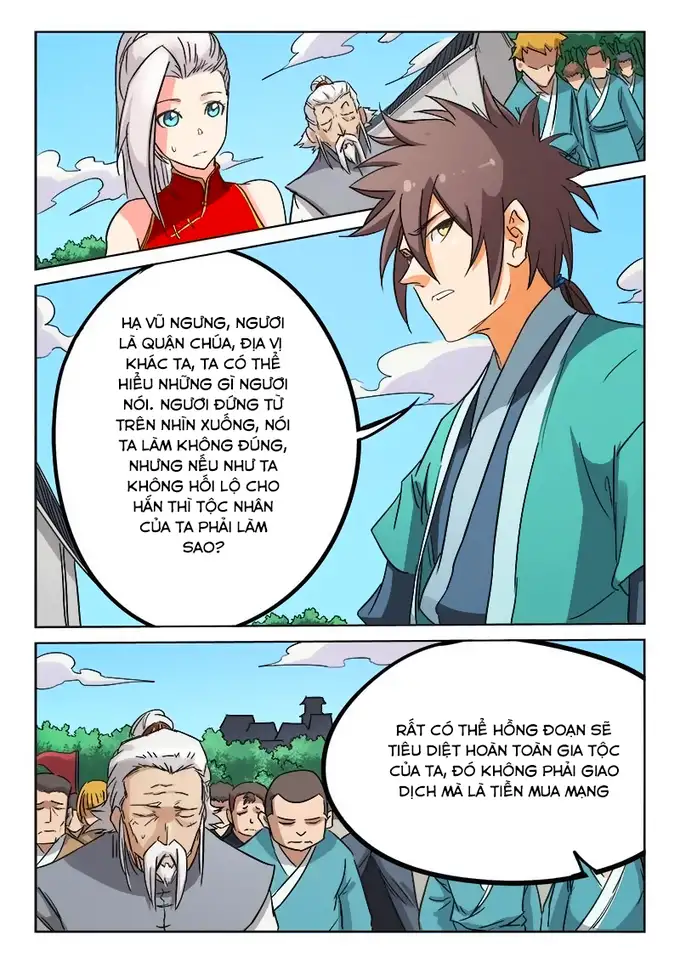 HẠ VŨ NGƯNG, NGƯƠI
LÀ QUẬN CHÚA, ĐỊA VỊ
KHÁC TA, TA CÓ THỂ
HIỂU NHỮNG GÌ NGƯƠI
NÓI. NGƯƠI ĐỨNG TỪ
TRÊN NHÌN XUỐNG, NÓI
TA LÀM KHÔNG ĐÚNG,
NHƯNG NẾU NHƯ TA
KHÔNG HỐI LỘ CHO
HẮN THÌ TỘC NHÂN
CỦA TA PHẢI LÀM
SAO?
RẤT CÓ THỂ HỒNG ĐOẠN SẼ
TIÊU DIỆT HOÀN TOÀN GIA TỘC
CỦA TA, ĐÓ KHÔNG PHẢI GIAO
DỊCH MÀ LÀ TIỀN MUA MẠNG